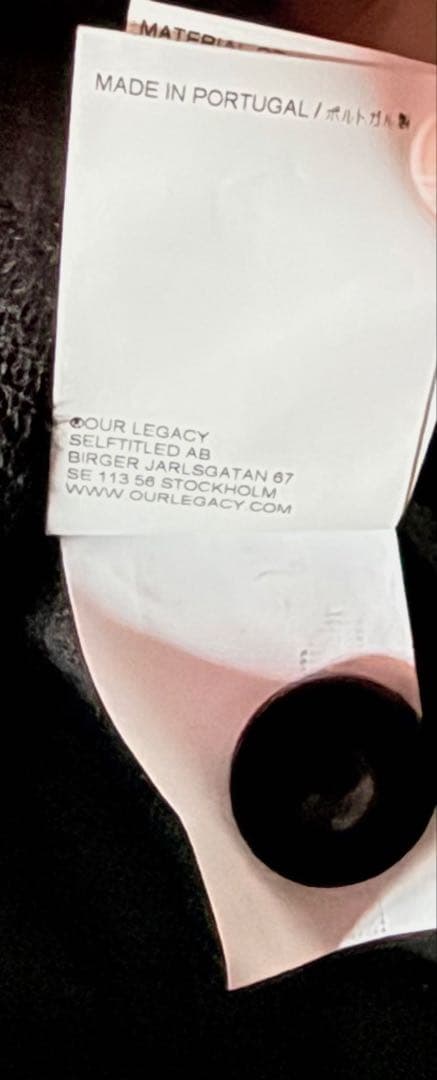 MATERIAL
MADE IN PORTUGAL / ポルトガル製
©OUR LEGACY
SELFTITLED AB
BIRGER JARLSGATAN 67
SE 113 56 STOCKHOLM
WWW.OURLEGACY.COM